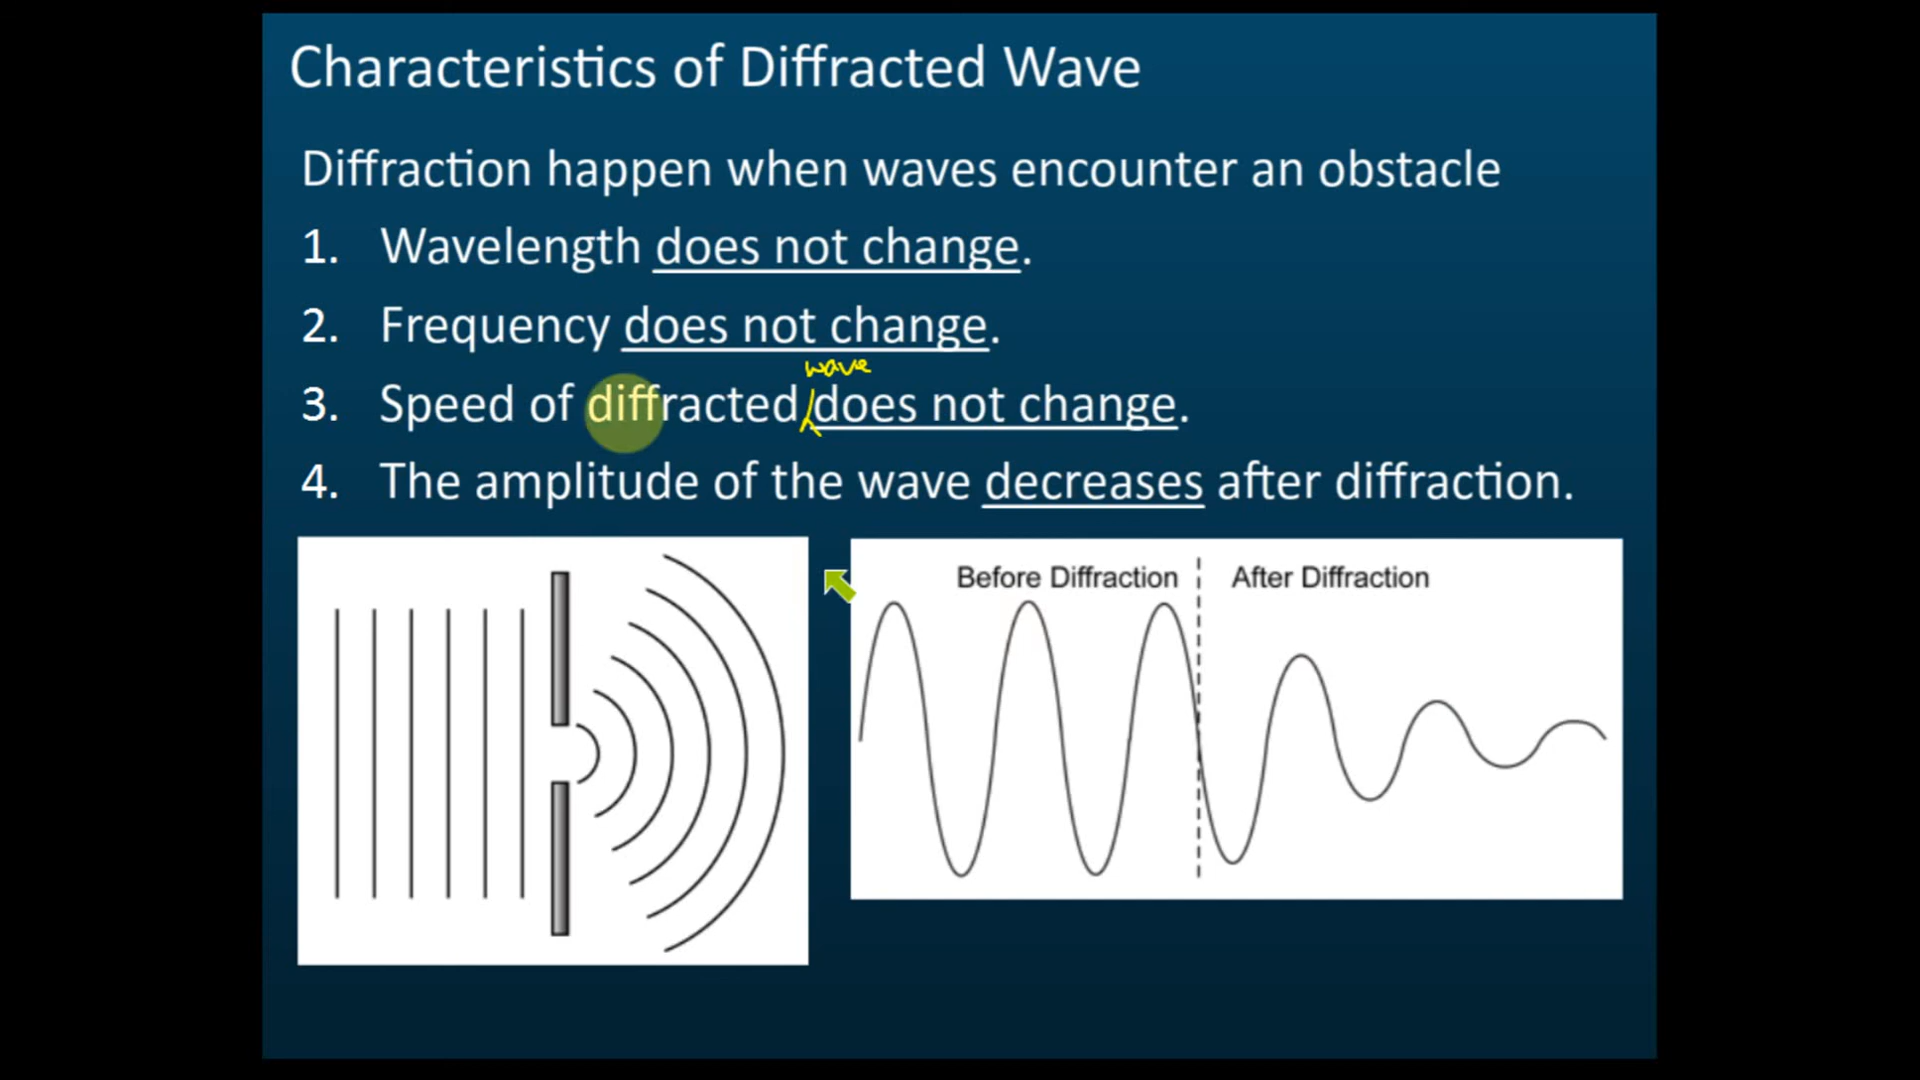 Characteristics of Diffracted Wave
Diffraction happen when waves encounter an obstacle
1. Wavelength does not change.
2. Frequency does not change.
wave
3. Speed of diffracted does not change.
4. The amplitude of the wave decreases after diffraction.
Before Diffraction After Diffraction